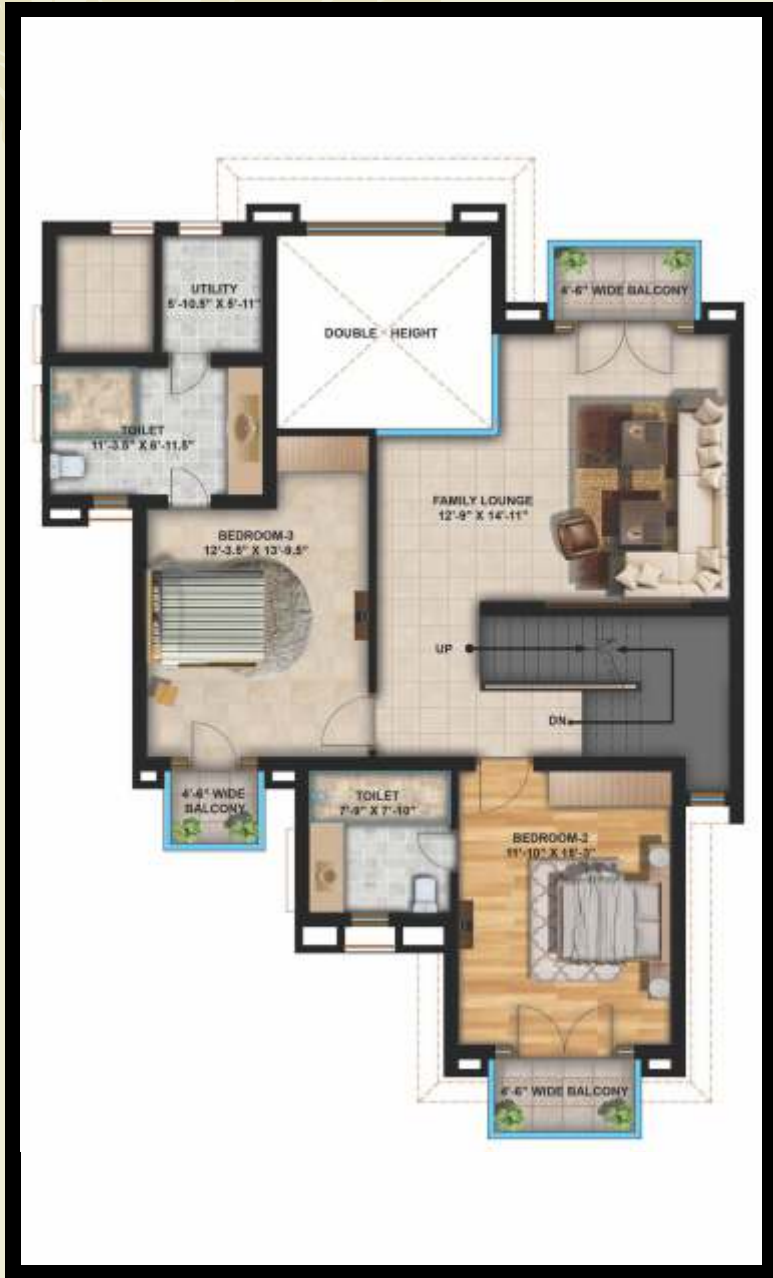 UTILITY
5'-10.5" X 5'-11"
4'-6" WIDE BALCONY
DOUBLE - HEIGHT
TOILET
11'-3.5" X 6'-11.5"
FAMILY LOUNGE
12'-9" X 14'-11"
BEDROOM-3
12'-3.5" X 13'-9.5"
UP
DN
4'-6" WIDE
BALCONY
TOILET
7'-9" X 7'-10"
BEDROOM-2
11'-10" X 15'-3"
4'-6" WIDE BALCONY